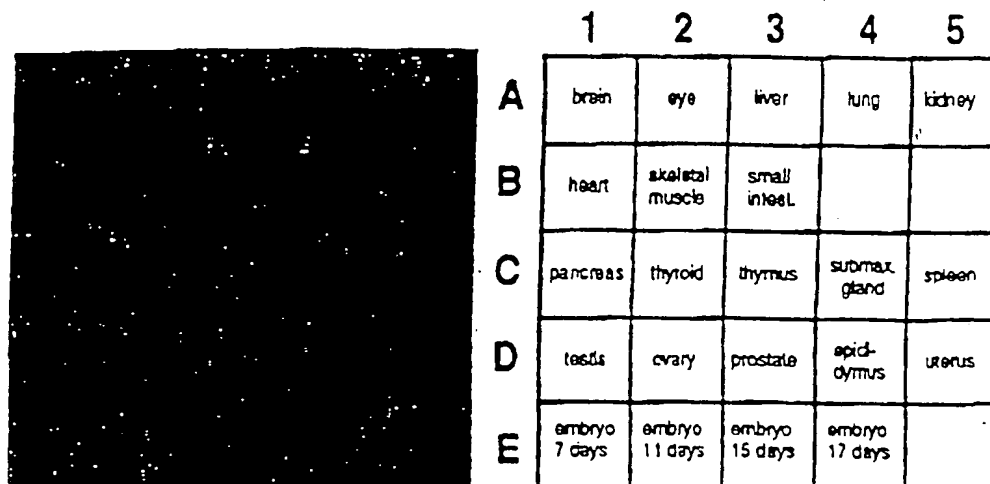 1 2 3 4 5
A brain eye liver lung kidney
B heart skeletal muscle small intest.
C pancreas thyroid thymus submax. gland spleen
D testis ovary prostate epid- dymus uterus
E embryo 7 days embryo 11 days embryo 15 days embryo 17 days